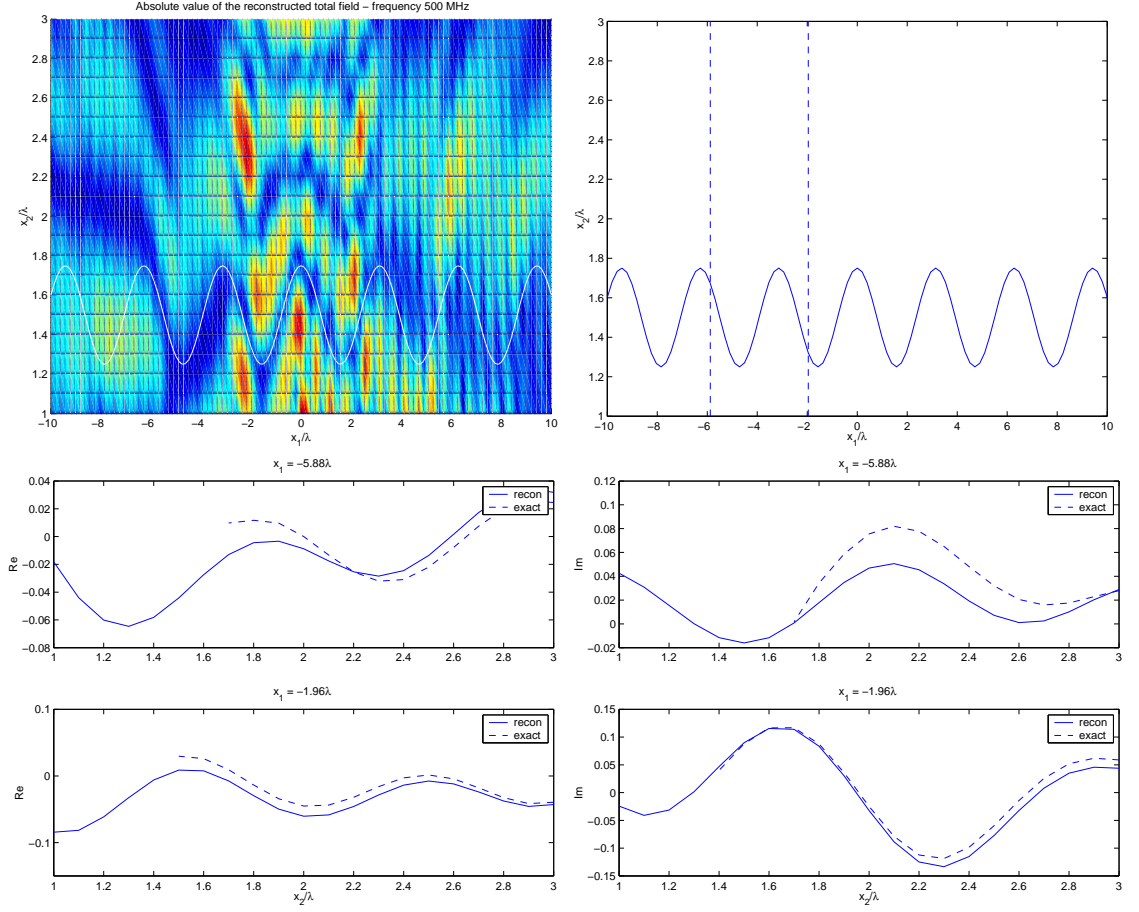 Absolute value of the reconstructed total field − frequency 500 MHz
3
2.8
2.6
2.4
2.2
2
1.8
1.6
1.4
1.2
1
x2/λ
−10 −8 −6 −4 −2 0 2 4 6 8 10
x1/λ
3
2.8
2.6
2.4
2.2
2
1.8
1.6
1.4
1.2
1
x2/λ
−10 −8 −6 −4 −2 0 2 4 6 8 10
x1/λ
x1 = −5.88λ
0.04
0.02
0
−0.02
−0.04
−0.06
−0.08
Re
recon
exact
1 1.2 1.4 1.6 1.8 2 2.2 2.4 2.6 2.8 3
x1 = −5.88λ
0.12
0.1
0.08
0.06
0.04
0.02
0
−0.02
Im
recon
exact
1 1.2 1.4 1.6 1.8 2 2.2 2.4 2.6 2.8 3
x1 = −1.96λ
0.1
0
−0.1
Re
recon
exact
1 1.2 1.4 1.6 1.8 2 2.2 2.4 2.6 2.8 3
x2/λ
x1 = −1.96λ
0.15
0.1
0.05
0
−0.05
−0.1
−0.15
Im
recon
exact
1 1.2 1.4 1.6 1.8 2 2.2 2.4 2.6 2.8 3
x2/λ